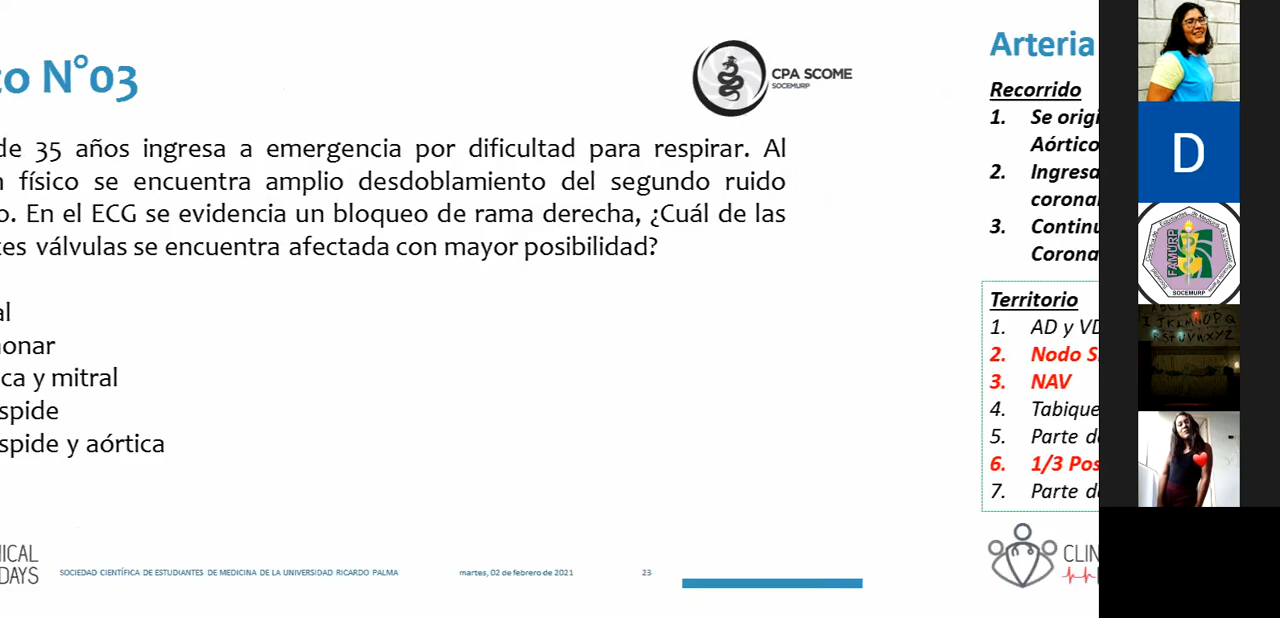 o N°03
CPA SCOME
SOCEMURP
de 35 años ingresa a emergencia por dificultad para respirar. Al
físico se encuentra amplio desdoblamiento del segundo ruido
o. En el ECG se evidencia un bloqueo de rama derecha, ¿Cuál de las
es válvulas se encuentra afectada con mayor posibilidad?
al
onar
ca y mitral
spide
spide y aórtica
ICAL
DAYS
SOCIEDAD CIENTÍFICA DE ESTUDIANTES DE MEDICINA DE LA UNIVERSIDAD RICARDO PALMA
martes, 02 de febrero de 2021
23
Arteria
Recorrido
1. Se origi
Aórtico
2. Ingresa
corona
3. Continu
Corona
Territorio
1. AD y VD
2. Nodo S
3. NAV
4. Tabique
5. Parte d
6. 1/3 Pos
7. Parte d
CLIN
D
FAMURP
SOCEMURP
IJKLMNOPQ
RSTUVWXYZ